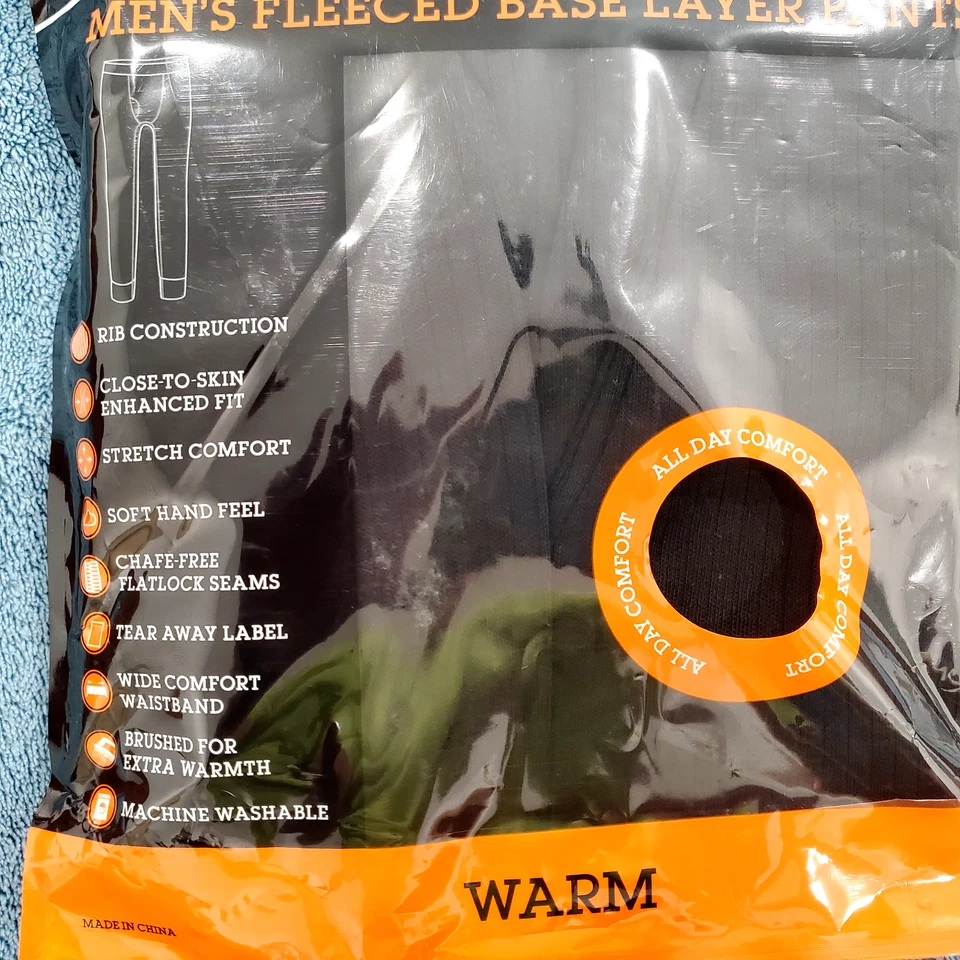 MEN'S FLEECED BASE LAYER PANTS
RIB CONSTRUCTION
CLOSE-TO-SKIN
ENHANCED FIT
STRETCH COMFORT
SOFT HAND FEEL
CHAFE-FREE
FLATLOCK SEAMS
TEAR AWAY LABEL
WIDE COMFORT
WAISTBAND
BRUSHED FOR
EXTRA WARMTH
MACHINE WASHABLE
ALL DAY COMFORT
ALL DAY COMFORT
ALL DAY COMFORT
WARM
MADE IN CHINA